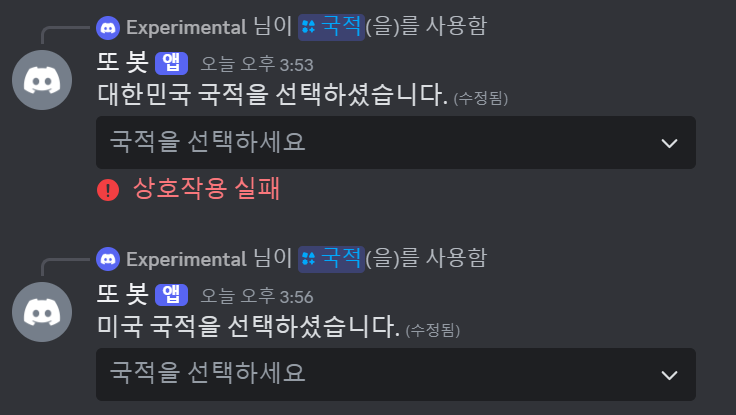 Experimental 님이 국적(을)를 사용함
또 봇 앱 오늘 오후 3:53
대한민국 국적을 선택하셨습니다. (수정됨)
국적을 선택하세요
상호작용 실패
Experimental 님이 국적(을)를 사용함
또 봇 앱 오늘 오후 3:56
미국 국적을 선택하셨습니다. (수정됨)
국적을 선택하세요